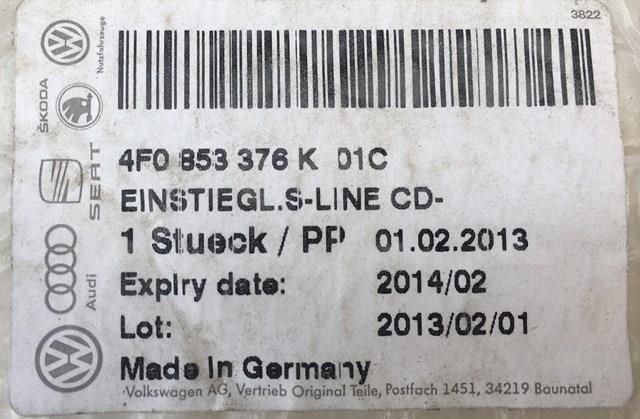 3822
Nutzfahrzeuge
ŠKODA
SEAT
Audi
4F0 853 376 K 01C
EINSTIEGL.S-LINE CD-
1 Stueck / PP 01.02.2013
Expiry date: 2014/02
Lot: 2013/02/01
Made In Germany
Volkswagen AG, Vertrieb Original Teile, Postfach 1451, 34219 Baunatal